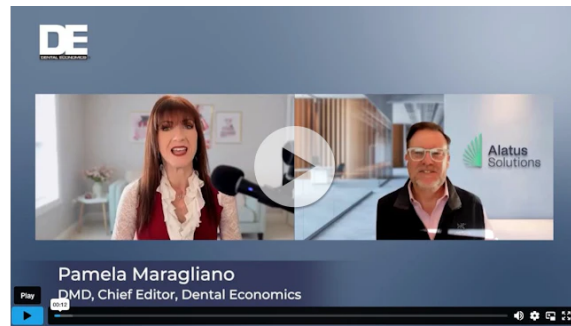 DE
DENTAL ECONOMICS
Alatus
Solutions
Pamela Maragliano
DMD, Chief Editor, Dental Economics
Play
00:12